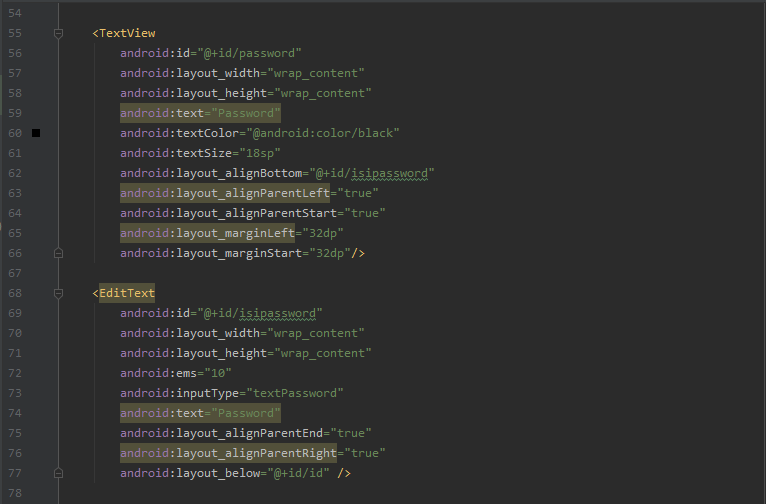 54
55 <TextView
56 android:id="@+id/password"
57 android:layout_width="wrap_content"
58 android:layout_height="wrap_content"
59 android:text="Password"
60 android:textColor="@android:color/black"
61 android:textSize="18sp"
62 android:layout_alignBottom="@+id/isipassword"
63 android:layout_alignParentLeft="true"
64 android:layout_alignParentStart="true"
65 android:layout_marginLeft="32dp"
66 android:layout_marginStart="32dp"/>
67
68 <EditText
69 android:id="@+id/isipassword"
70 android:layout_width="wrap_content"
71 android:layout_height="wrap_content"
72 android:ems="10"
73 android:inputType="textPassword"
74 android:text="Password"
75 android:layout_alignParentEnd="true"
76 android:layout_alignParentRight="true"
77 android:layout_below="@+id/id" />
78